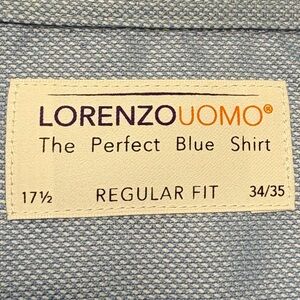 LORENZOUOMO®
The Perfect Blue Shirt
17½ REGULAR FIT 34/35